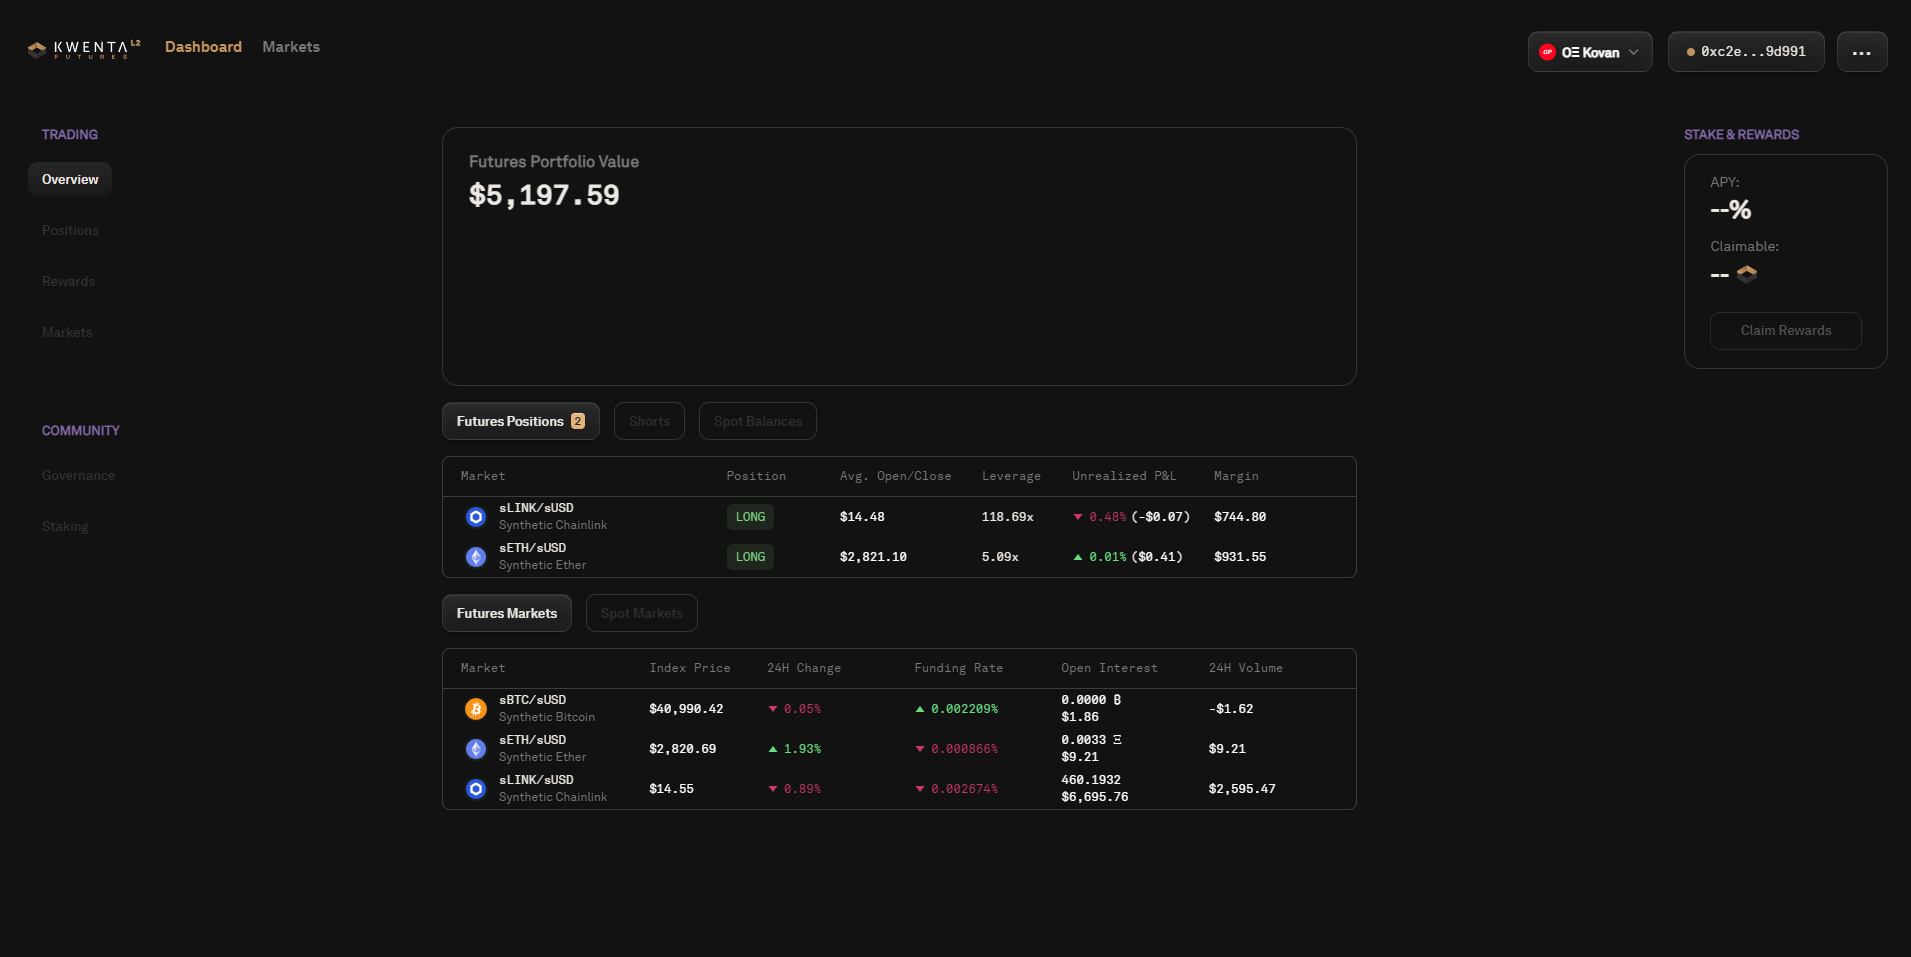 KWENTA L2
FUTURES
Dashboard
Markets
OΞ Kovan
0xc2e...9d991
...
TRADING
Overview
Positions
Rewards
Markets
COMMUNITY
Governance
Staking
Futures Portfolio Value
$5,197.59
Futures Positions 2
Shorts
Spot Balances
Market Position Avg. Open/Close Leverage Unrealized P&L Margin
sLINK/sUSD
Synthetic Chainlink
LONG $14.48 118.69x 0.48% (-$0.07) $744.80
sETH/sUSD
Synthetic Ether
LONG $2,821.10 5.09x 0.01% ($0.41) $931.55
Futures Markets
Spot Markets
Market Index Price 24H Change Funding Rate Open Interest 24H Volume
sBTC/sUSD
Synthetic Bitcoin
$40,990.42 0.05% 0.002209%
0.0000 ₿
$1.86
-$1.62
sETH/sUSD
Synthetic Ether
$2,820.69 1.93% 0.000866%
0.0033 Ξ
$9.21
$9.21
sLINK/sUSD
Synthetic Chainlink
$14.55 0.89% 0.002674%
460.1932
$6,695.76
$2,595.47
STAKE & REWARDS
APY:
--%
Claimable:
--
Claim Rewards